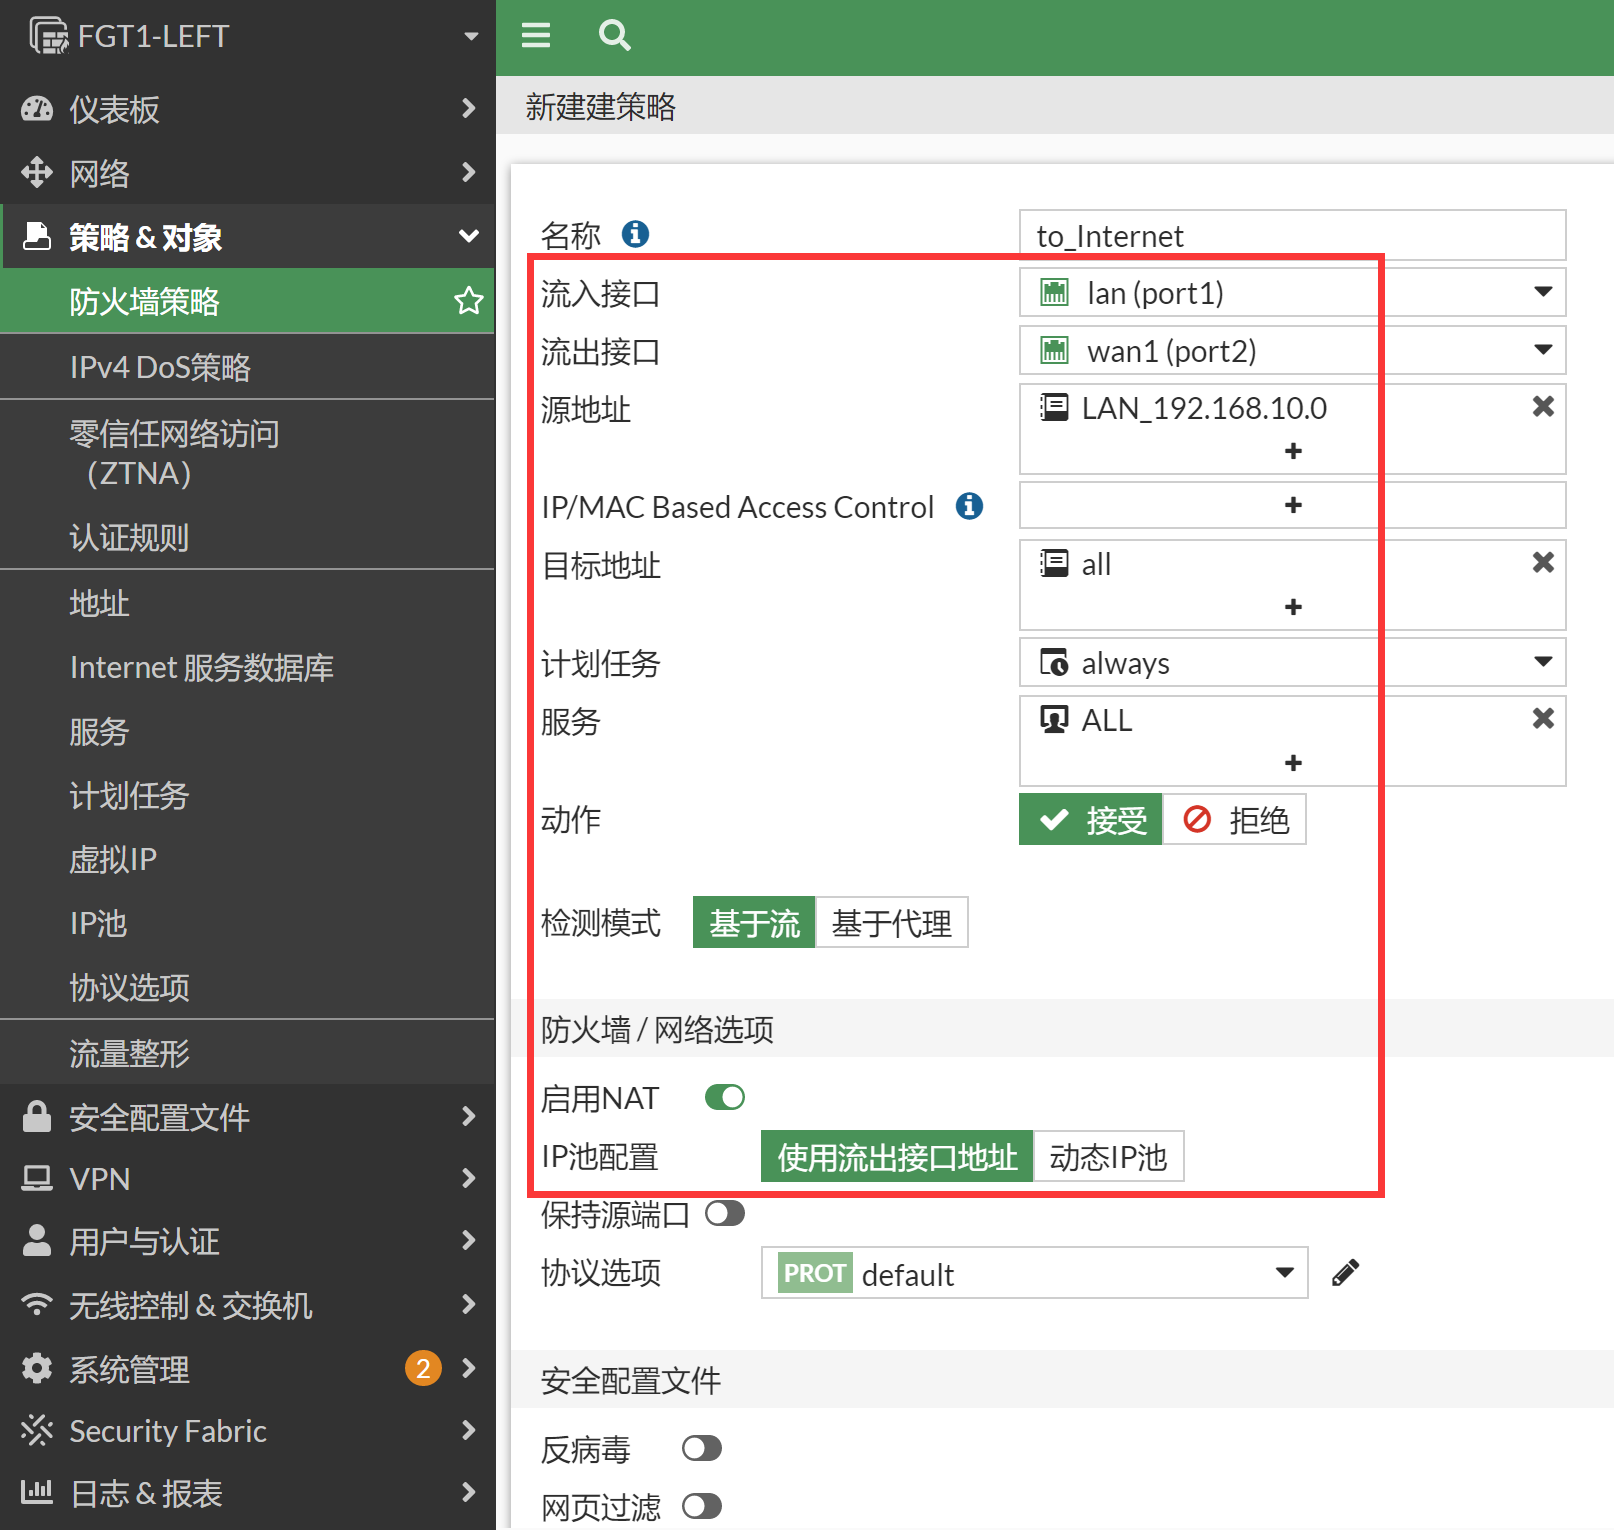 FGT1-LEFT
仪表板
网络
策略 & 对象
防火墙策略
IPv4 DoS策略
零信任网络访问
（ZTNA）
认证规则
地址
Internet 服务数据库
服务
计划任务
虚拟IP
IP池
协议选项
流量整形
安全配置文件
VPN
用户与认证
无线控制 & 交换机
系统管理 2
Security Fabric
日志 & 报表
新建建策略
名称 to_Internet
流入接口 lan (port1)
流出接口 wan1 (port2)
源地址 LAN_192.168.10.0
+
IP/MAC Based Access Control +
目标地址 all
+
计划任务 always
服务 ALL
+
动作 接受 拒绝
检测模式 基于流 基于代理
防火墙 / 网络选项
启用NAT
IP池配置 使用流出接口地址 动态IP池
保持源端口
协议选项 PROT default
安全配置文件
反病毒
网页过滤